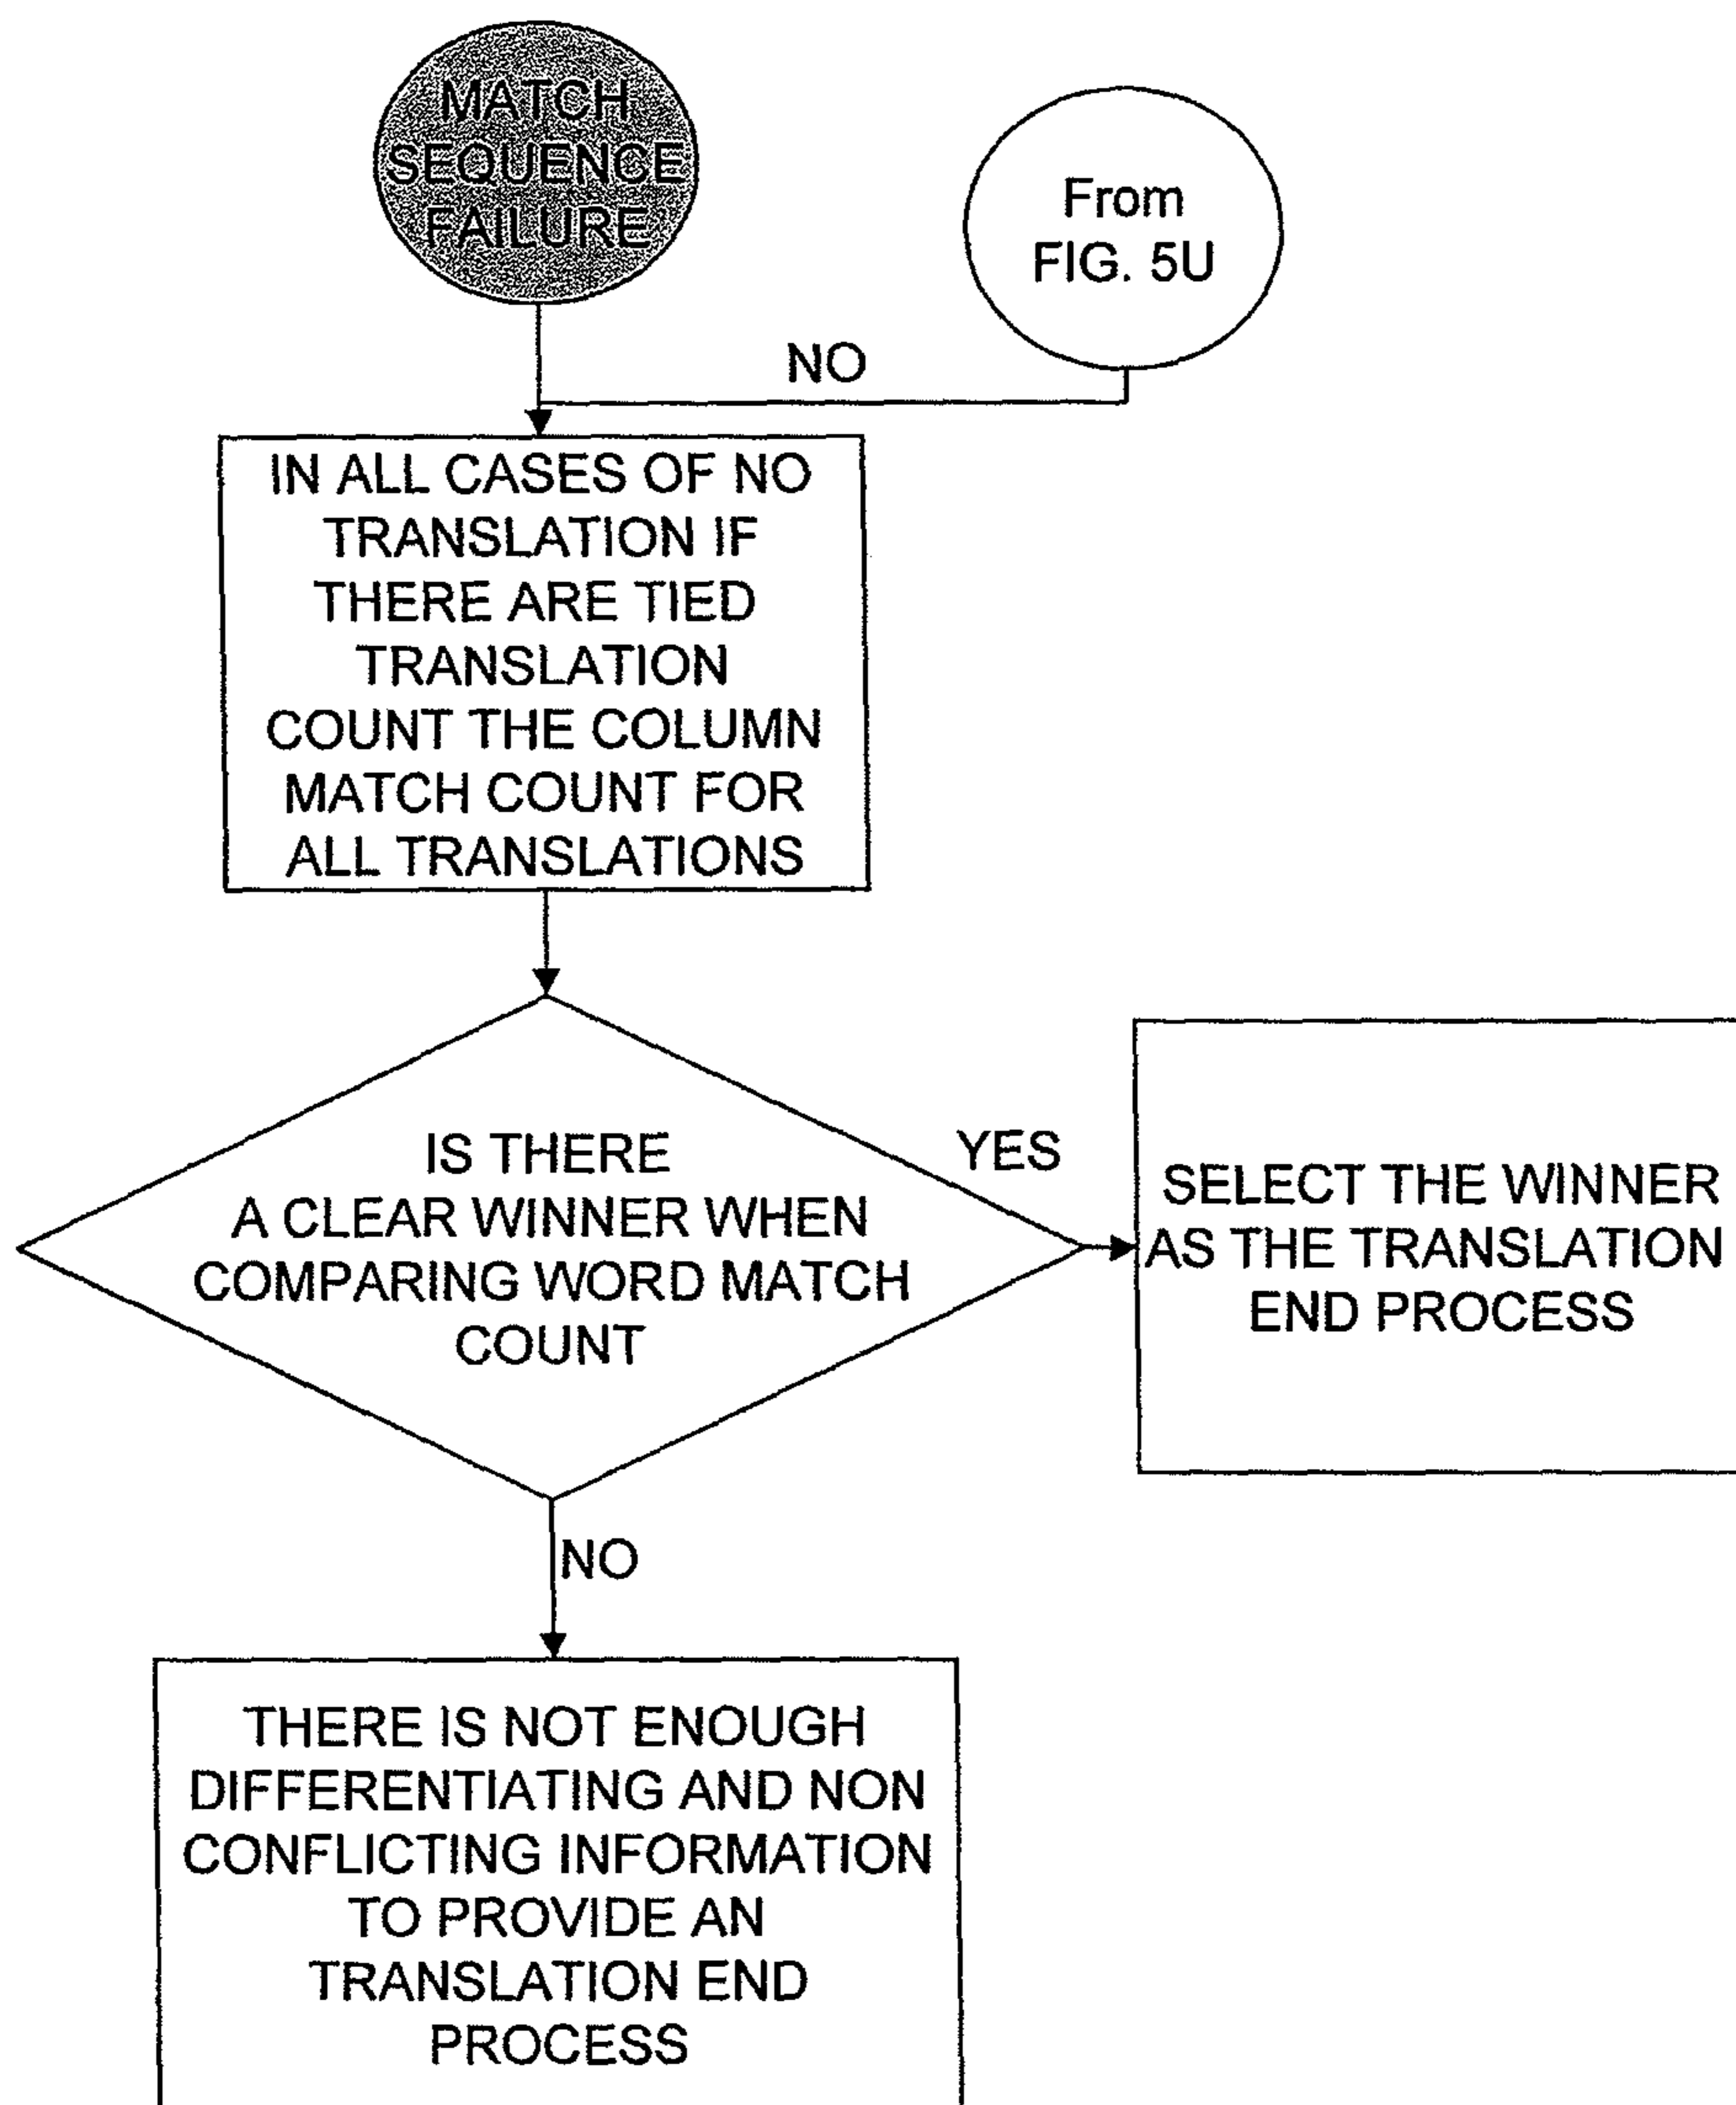 MATCH
SEQUENCE
FAILURE
From
FIG. 5U
NO
IN ALL CASES OF NO
TRANSLATION IF
THERE ARE TIED
TRANSLATION
COUNT THE COLUMN
MATCH COUNT FOR
ALL TRANSLATIONS
IS THERE
A CLEAR WINNER WHEN
COMPARING WORD MATCH
COUNT
YES
SELECT THE WINNER
AS THE TRANSLATION
END PROCESS
NO
THERE IS NOT ENOUGH
DIFFERENTIATING AND NON
CONFLICTING INFORMATION
TO PROVIDE AN
TRANSLATION END
PROCESS